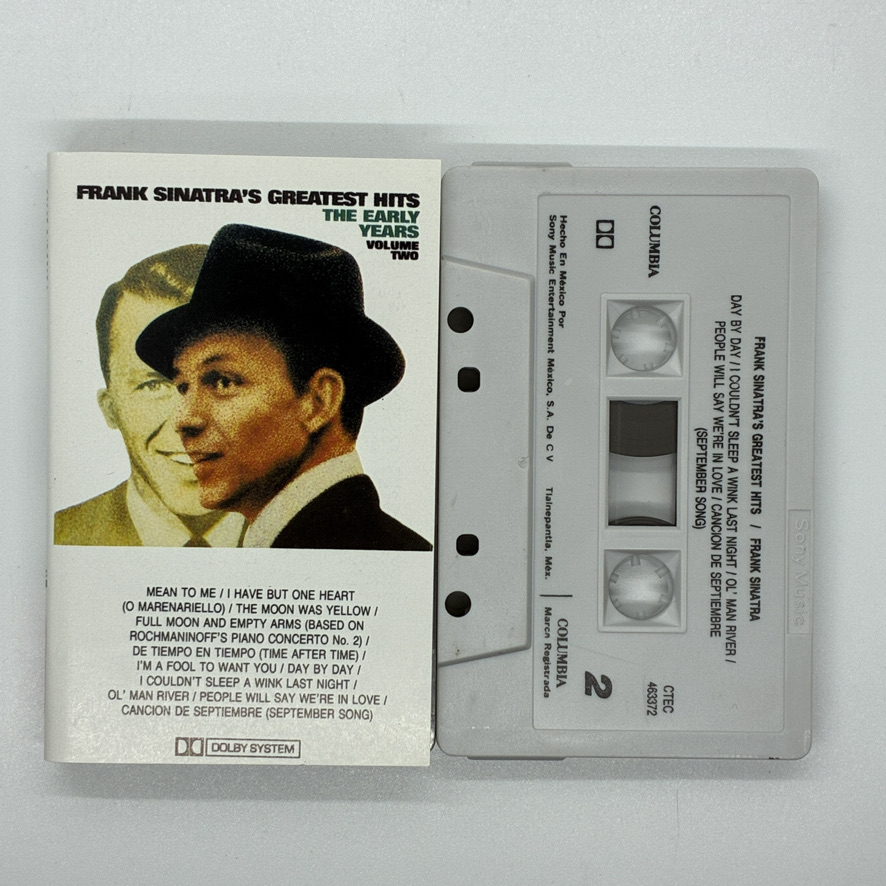 FRANK SINATRA'S GREATEST HITS
THE EARLY
YEARS
VOLUME
TWO
MEAN TO ME / I HAVE BUT ONE HEART
(O MARENARIELLO) / THE MOON WAS YELLOW /
FULL MOON AND EMPTY ARMS (BASED ON
ROCHMANINOFF'S PIANO CONCERTO No. 2) /
DE TIEMPO EN TIEMPO (TIME AFTER TIME) /
I'M A FOOL TO WANT YOU / DAY BY DAY /
I COULDN'T SLEEP A WINK LAST NIGHT /
OL' MAN RIVER / PEOPLE WILL SAY WE'RE IN LOVE /
CANCION DE SEPTIEMBRE (SEPTEMBER SONG)
DOLBY SYSTEM
COLUMBIA
FRANK SINATRA'S GREATEST HITS / FRANK SINATRA
DAY BY DAY / I COULDN'T SLEEP A WINK LAST NIGHT / OL' MAN RIVER /
PEOPLE WILL SAY WE'RE IN LOVE / CANCION DE SEPTIEMBRE
(SEPTEMBER SONG)
CTEC
463372
2
Hecho En México Por
Sony Music Entertainment México, S.A. De C V Tlalnepantla, Méx.
COLUMBIA
Marca Registrada
Sony Music